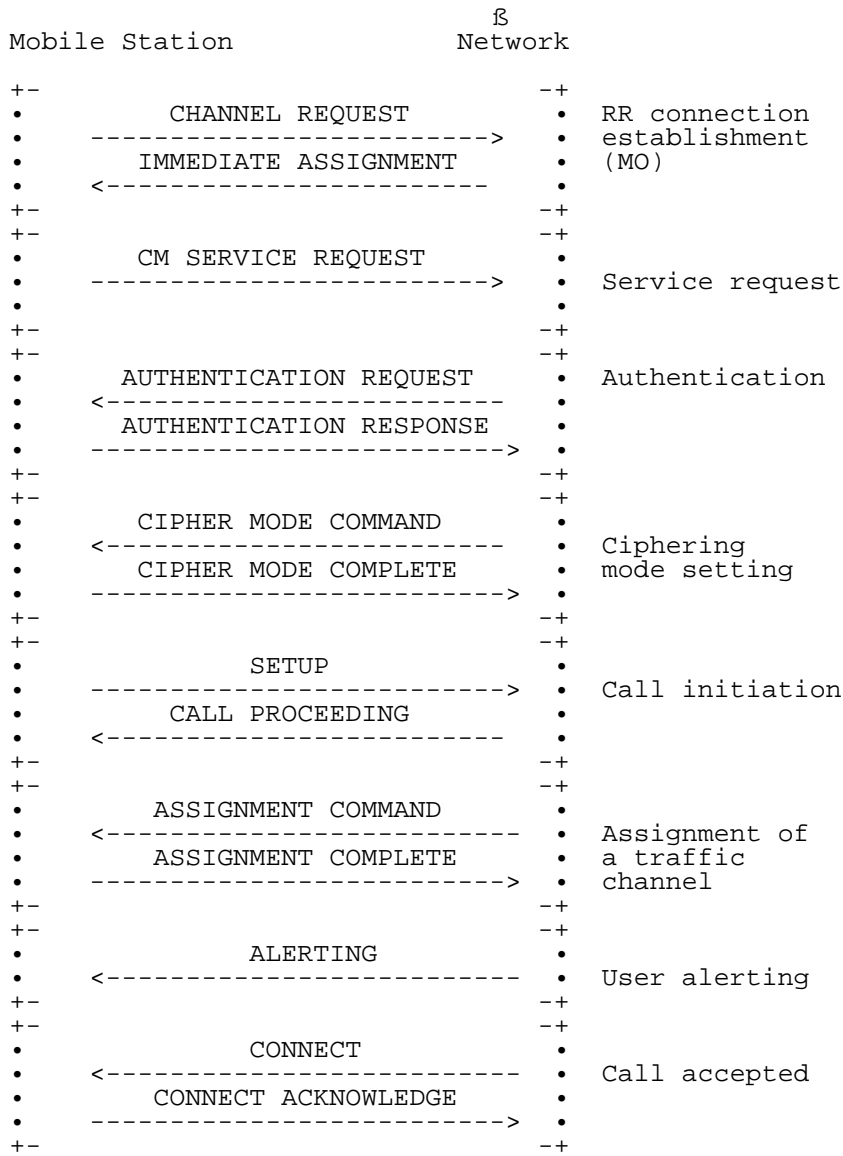 ß
Mobile Station Network
+- -+
• CHANNEL REQUEST • RR connection
• -------------------------> • establishment
• IMMEDIATE ASSIGNMENT • (MO)
• <------------------------ •
+- -+
+- -+
• CM SERVICE REQUEST •
• -------------------------> • Service request
• •
+- -+
+- -+
• AUTHENTICATION REQUEST • Authentication
• <------------------------- •
• AUTHENTICATION RESPONSE •
• --------------------------> •
+- -+
+- -+
• CIPHER MODE COMMAND •
• <------------------------- • Ciphering
• CIPHER MODE COMPLETE • mode setting
• --------------------------> •
+- -+
+- -+
• SETUP •
• --------------------------> • Call initiation
• CALL PROCEEDING •
• <------------------------- •
+- -+
+- -+
• ASSIGNMENT COMMAND •
• <-------------------------- • Assignment of
• ASSIGNMENT COMPLETE • a traffic
• --------------------------> • channel
+- -+
+- -+
• ALERTING •
• <-------------------------- • User alerting
+- -+
+- -+
• CONNECT •
• <-------------------------- • Call accepted
• CONNECT ACKNOWLEDGE •
• --------------------------> •
+- -+